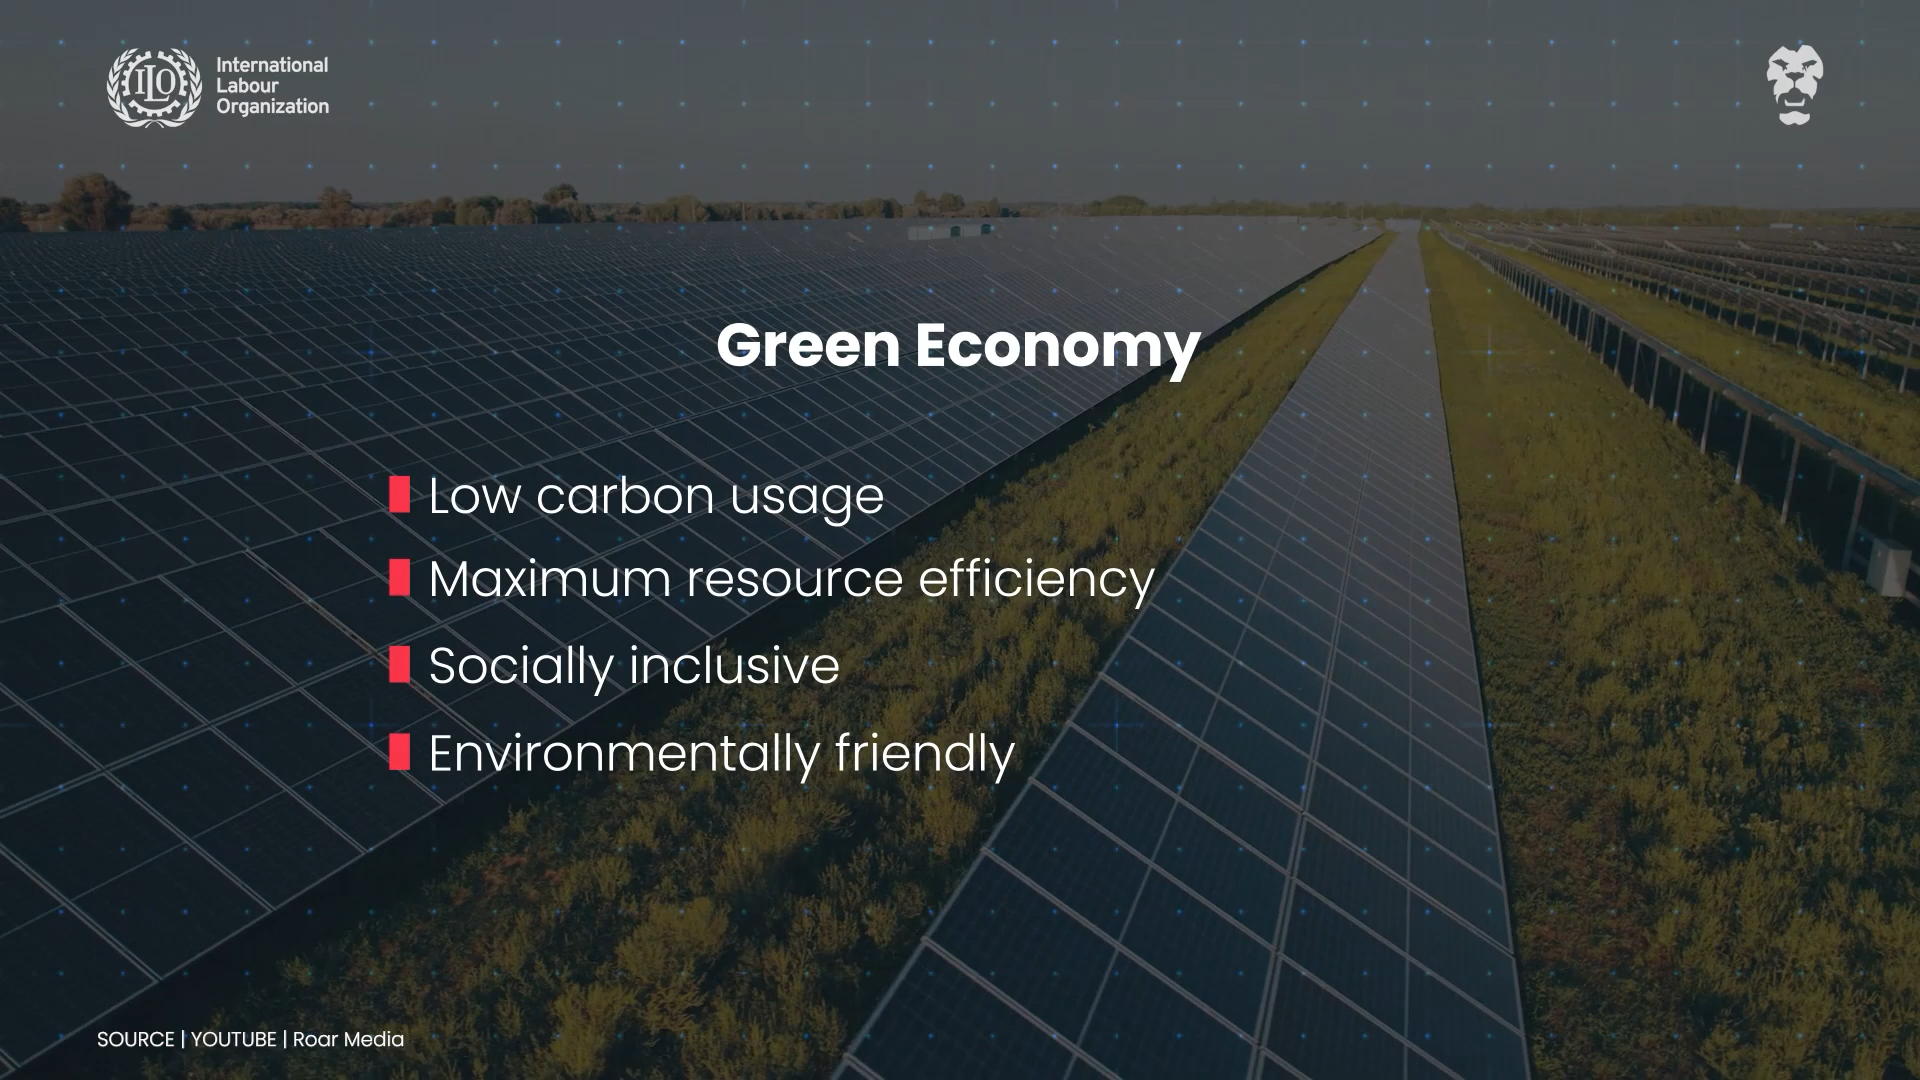 ILO
International
Labour
Organization
Green Economy
Low carbon usage
Maximum resource efficiency
Socially inclusive
Environmentally friendly
SOURCE | YOUTUBE | Roar Media